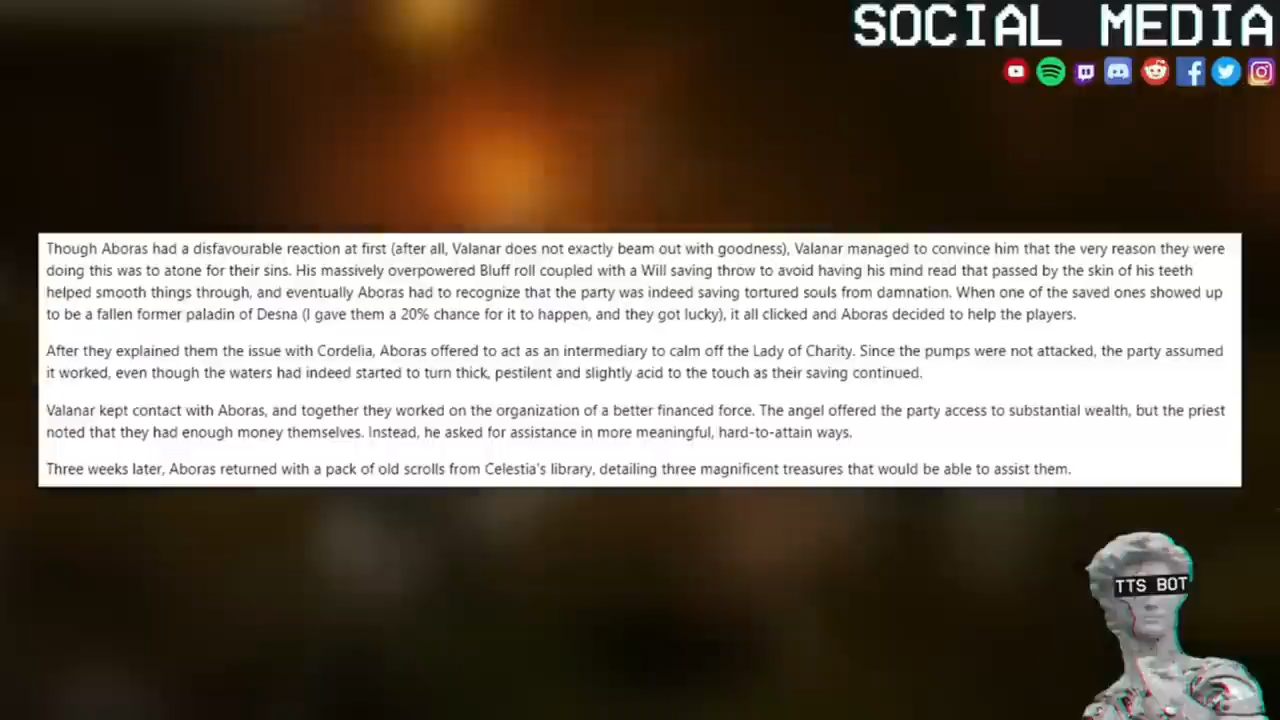 SOCIAL MEDIA
Though Aboras had a disfavourable reaction at first (after all, Valanar does not exactly beam out with goodness), Valanar managed to convince him that the very reason they were
doing this was to atone for their sins. His massively overpowered Bluff roll coupled with a Will saving throw to avoid having his mind read that passed by the skin of his teeth
helped smooth things through, and eventually Aboras had to recognize that the party was indeed saving tortured souls from damnation. When one of the saved ones showed up
to be a fallen former paladin of Desna (I gave them a 20% chance for it to happen, and they got lucky), it all clicked and Aboras decided to help the players.
After they explained them the issue with Cordelia, Aboras offered to act as an intermediary to calm off the Lady of Charity. Since the pumps were not attacked, the party assumed
it worked, even though the waters had indeed started to turn thick, pestilent and slightly acid to the touch as their saving continued.
Valanar kept contact with Aboras, and together they worked on the organization of a better financed force. The angel offered the party access to substantial wealth, but the priest
noted that they had enough money themselves. Instead, he asked for assistance in more meaningful, hard-to-attain ways.
Three weeks later, Aboras returned with a pack of old scrolls from Celestia's library, detailing three magnificent treasures that would be able to assist them.
TTS BOT